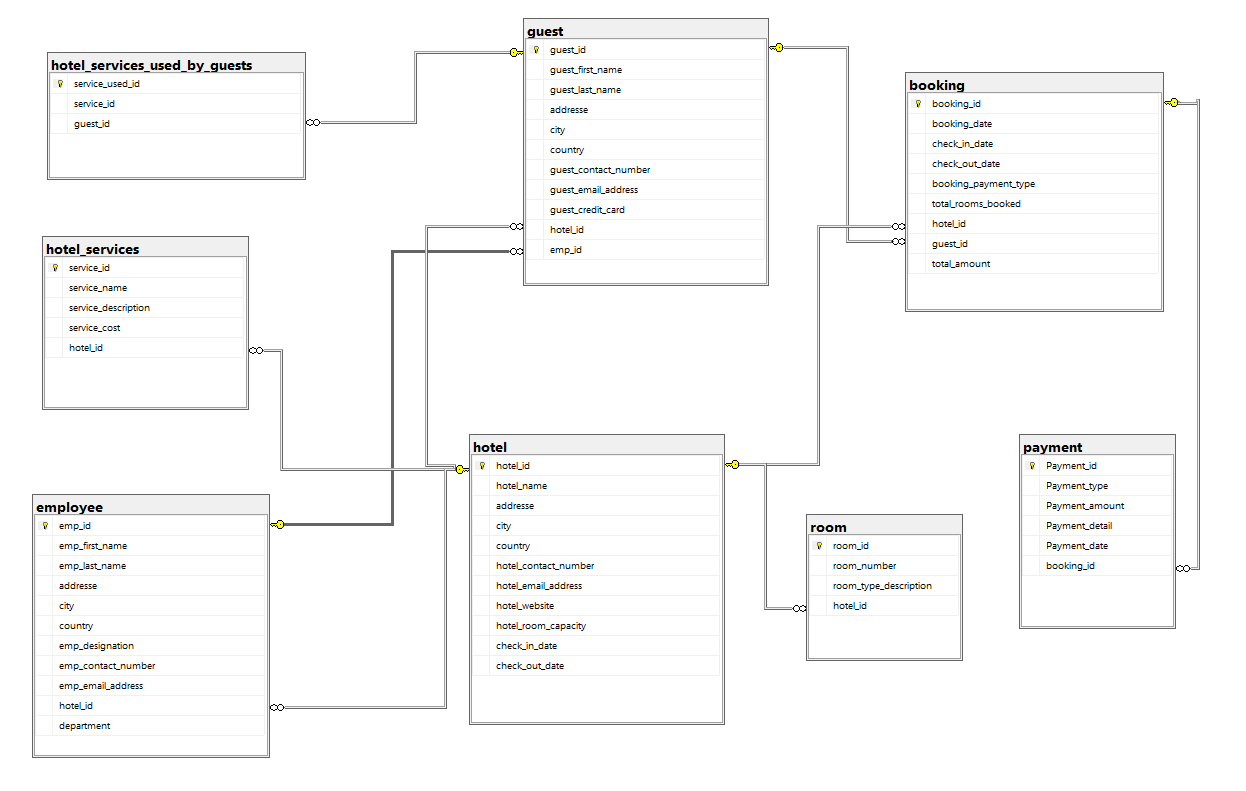 hotel_services_used_by_guests
service_used_id
service_id
guest_id
guest
guest_id
guest_first_name
guest_last_name
addresse
city
country
guest_contact_number
guest_email_address
guest_credit_card
hotel_id
emp_id
booking
booking_id
booking_date
check_in_date
check_out_date
booking_payment_type
total_rooms_booked
hotel_id
guest_id
total_amount
hotel_services
service_id
service_name
service_description
service_cost
hotel_id
employee
emp_id
emp_first_name
emp_last_name
addresse
city
country
emp_designation
emp_contact_number
emp_email_address
hotel_id
department
hotel
hotel_id
hotel_name
addresse
city
country
hotel_contact_number
hotel_email_address
hotel_website
hotel_room_capacity
check_in_date
check_out_date
room
room_id
room_number
room_type_description
hotel_id
payment
Payment_id
Payment_type
Payment_amount
Payment_detail
Payment_date
booking_id